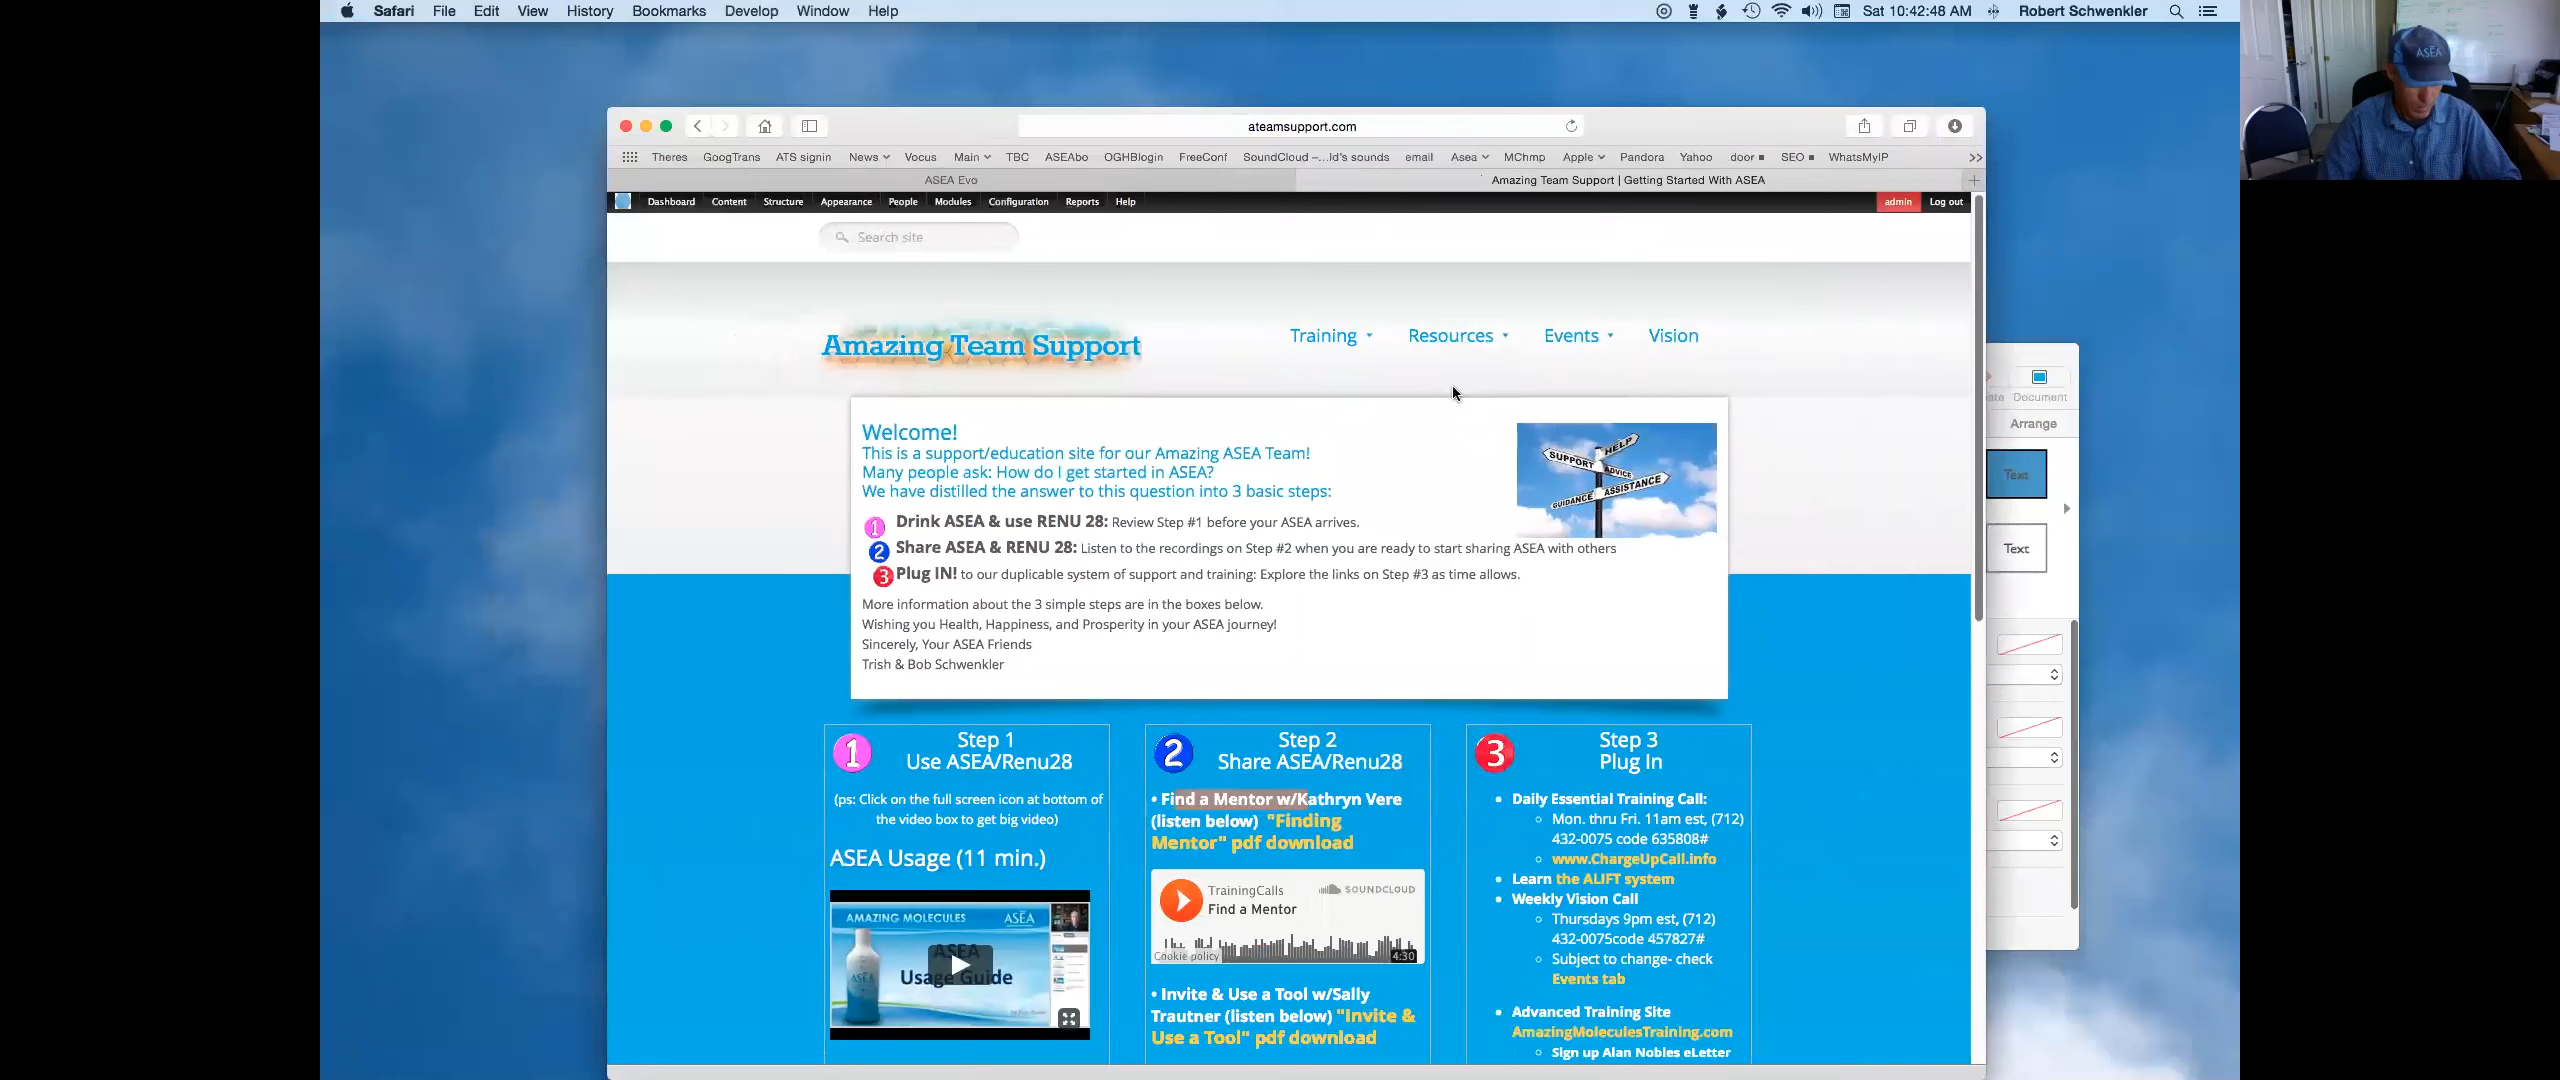 Safari File Edit View History Bookmarks Develop Window Help
Sat 10:42:48 AM Robert Schwenkler
ASEA
ateamsupport.com
Theres GoogTrans ATS signin News Vocus Main TBC ASEAbo OGHBlogin FreeConf SoundCloud –...ld's sounds email Asea MChmp Apple Pandora Yahoo door SEO WhatsMyIP
ASEA Evo
Amazing Team Support | Getting Started With ASEA
Dashboard Content Structure Appearance People Modules Configuration Reports Help
admin Log out
Search site
Amazing Team Support
Training Resources Events Vision
Document
Arrange
Text
Text
Welcome!
This is a support/education site for our Amazing ASEA Team!
Many people ask: How do I get started in ASEA?
We have distilled the answer to this question into 3 basic steps:
HELP
SUPPORT
ADVICE
GUIDANCE
ASSISTANCE
1 Drink ASEA & use RENU 28: Review Step #1 before your ASEA arrives.
2 Share ASEA & RENU 28: Listen to the recordings on Step #2 when you are ready to start sharing ASEA with others
3 Plug IN! to our duplicable system of support and training: Explore the links on Step #3 as time allows.
More information about the 3 simple steps are in the boxes below.
Wishing you Health, Happiness, and Prosperity in your ASEA journey!
Sincerely, Your ASEA Friends
Trish & Bob Schwenkler
1 Step 1
Use ASEA/Renu28
(ps: Click on the full screen icon at bottom of
the video box to get big video)
ASEA Usage (11 min.)
AMAZING MOLECULES ASEA
ASEA
Usage Guide
2 Step 2
Share ASEA/Renu28
• Find a Mentor w/Kathryn Vere
(listen below) "Finding
Mentor" pdf download
TrainingCalls SOUNDCLOUD
Find a Mentor
Cookie policy 4:30
• Invite & Use a Tool w/Sally
Trautner (listen below) "Invite &
Use a Tool" pdf download
3 Step 3
Plug In
• Daily Essential Training Call:
Mon. thru Fri. 11am est, (712)
432-0075 code 635808#
www.ChargeUpCall.info
• Learn the ALIFT system
• Weekly Vision Call
Thursdays 9pm est, (712)
432-0075code 457827#
Subject to change- check
Events tab
• Advanced Training Site
AmazingMoleculesTraining.com
Sign up Alan Nobles eLetter